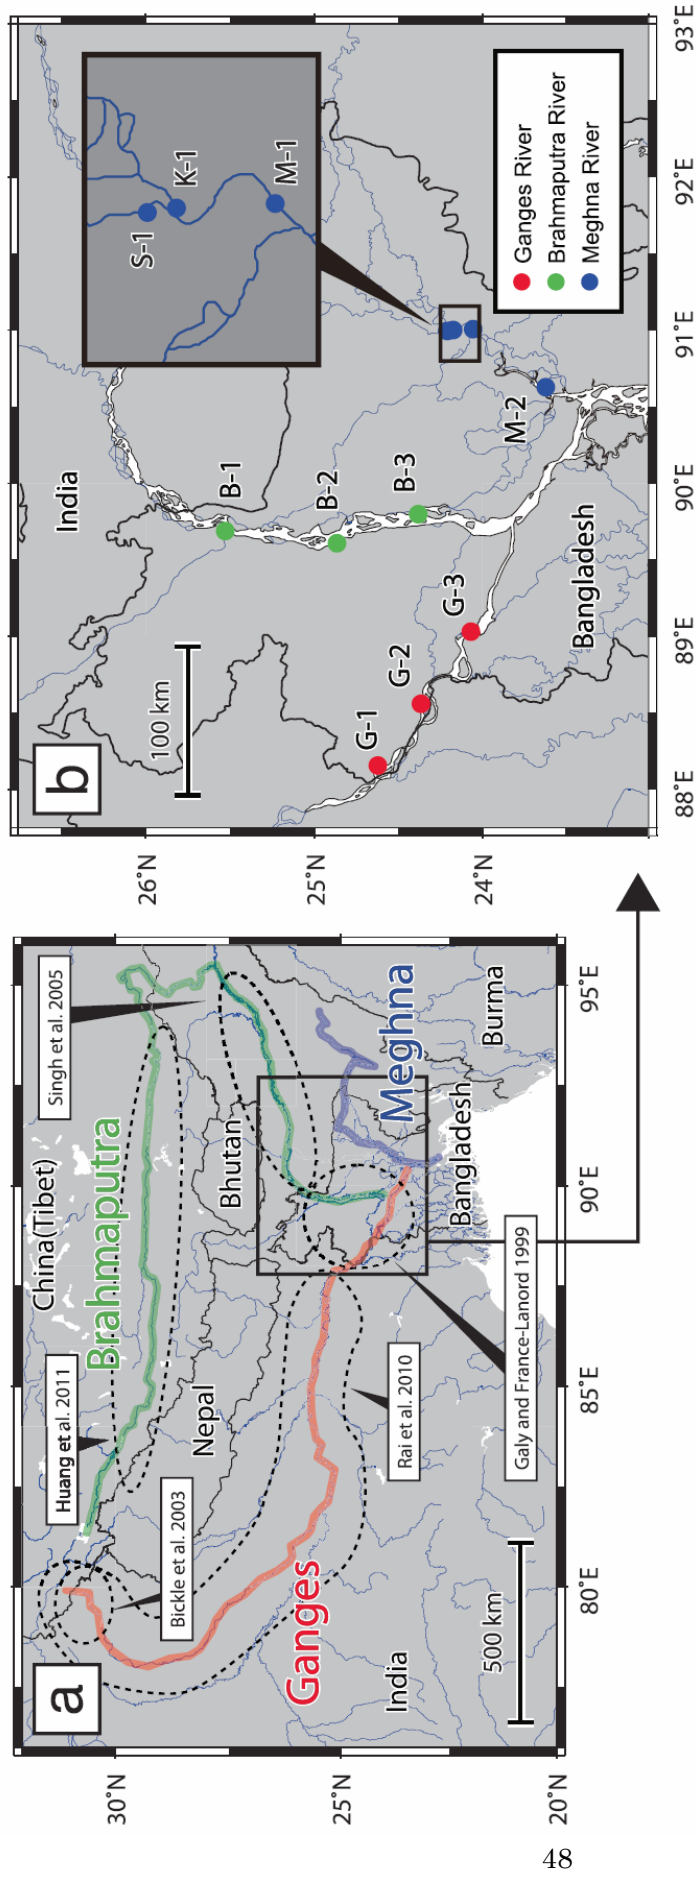 a
China(Tibet)
Brahmaputra
Huang et al. 2011
Singh et al. 2005
Bickle et al. 2003
Nepal
Bhutan
Ganges
Meghna
India
Rai et al. 2010
Galy and France-Lanord 1999
Bangladesh
Burma
500 km
30°N
25°N
20°N
80°E
85°E
90°E
95°E
b
India
100 km
S-1
K-1
M-1
B-1
B-2
B-3
G-1
G-2
G-3
M-2
Bangladesh
Ganges River
Brahmaputra River
Meghna River
26°N
25°N
24°N
88°E
89°E
90°E
91°E
92°E
93°E
48